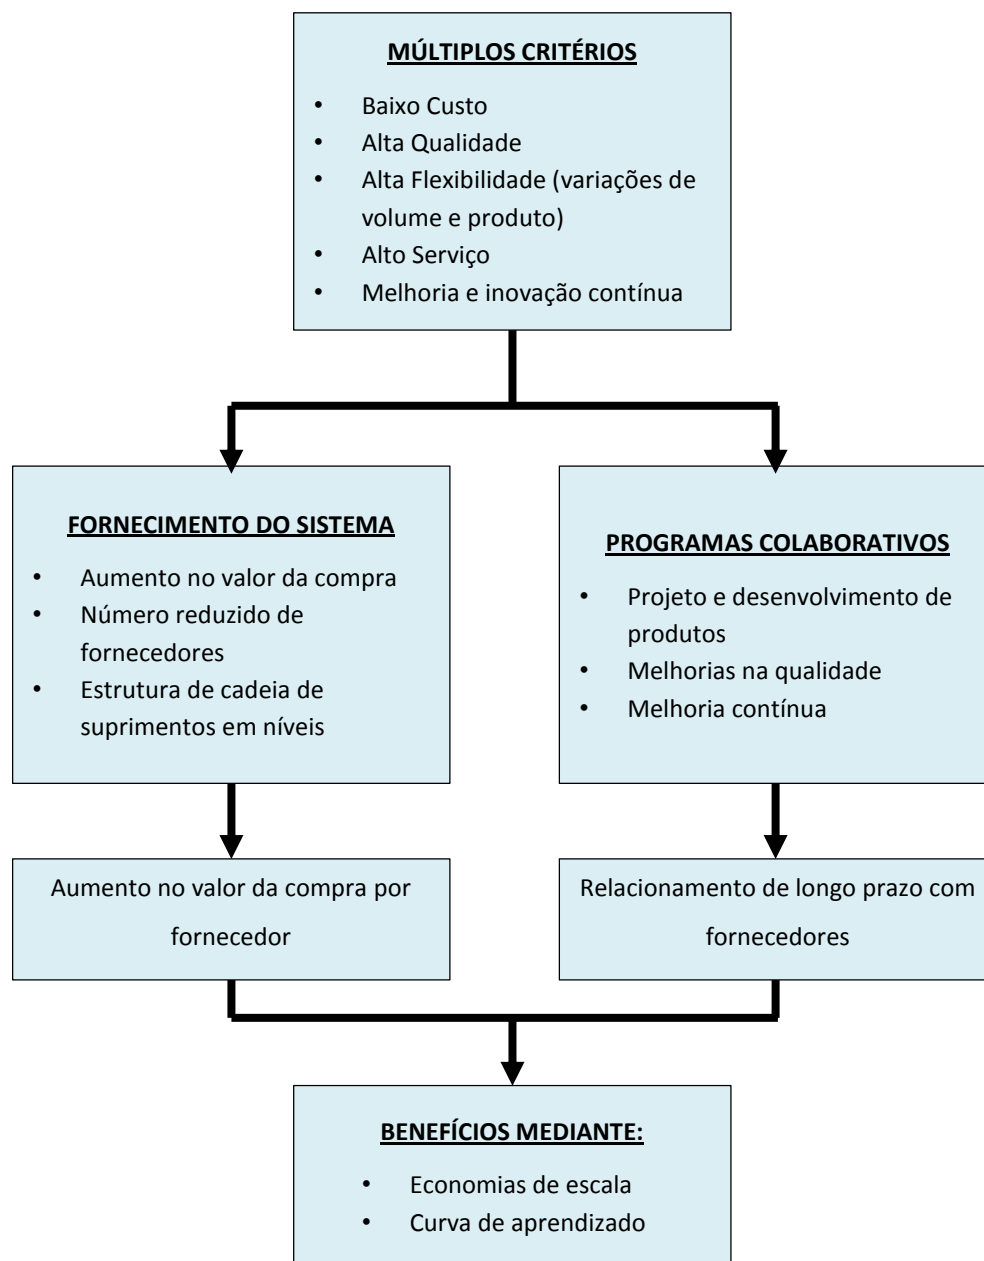 MÚLTIPLOS CRITÉRIOS
• Baixo Custo
• Alta Qualidade
• Alta Flexibilidade (variações de
volume e produto)
• Alto Serviço
• Melhoria e inovação contínua
FORNECIMENTO DO SISTEMA
• Aumento no valor da compra
• Número reduzido de
fornecedores
• Estrutura de cadeia de
suprimentos em níveis
PROGRAMAS COLABORATIVOS
• Projeto e desenvolvimento de
produtos
• Melhorias na qualidade
• Melhoria contínua
Aumento no valor da compra por
fornecedor
Relacionamento de longo prazo com
fornecedores
BENEFÍCIOS MEDIANTE:
• Economias de escala
• Curva de aprendizado